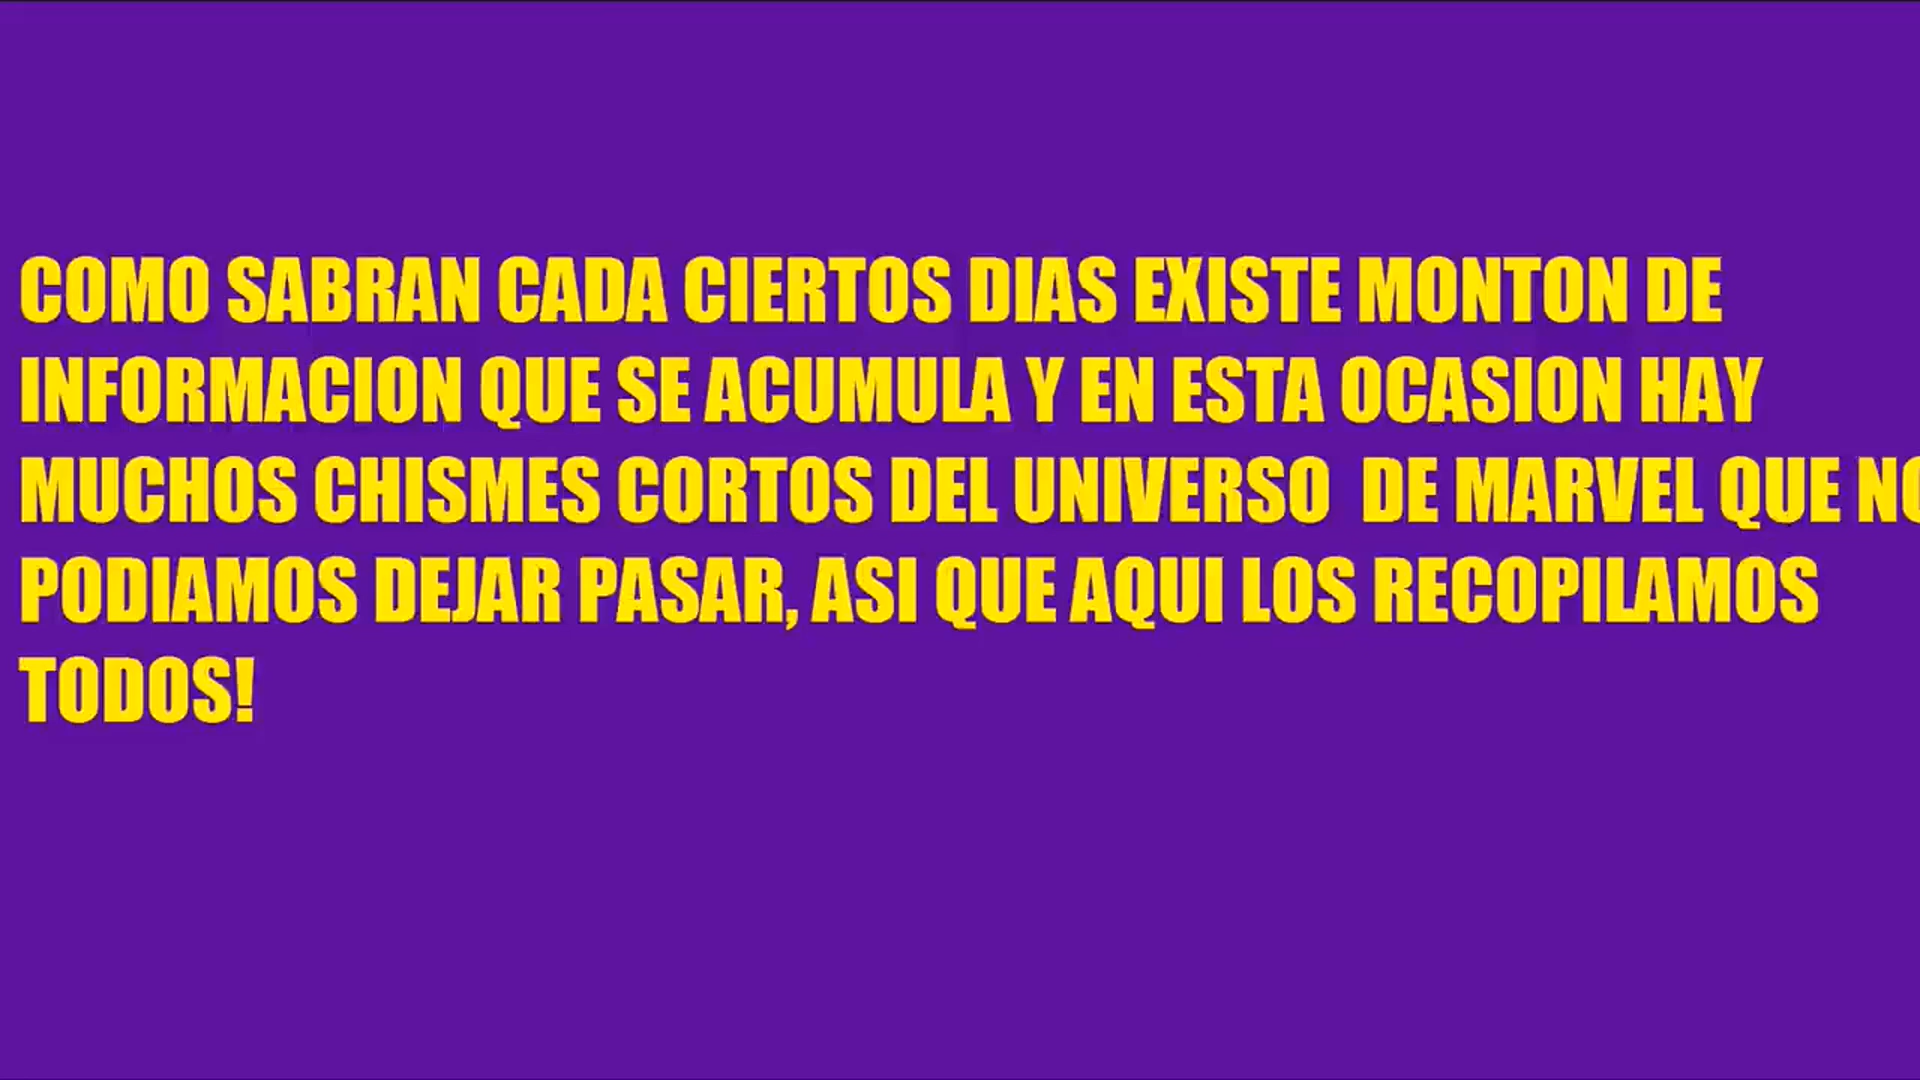 COMO SABRAN CADA CIERTOS DIAS EXISTE MONTON DE
INFORMACION QUE SE ACUMULA Y EN ESTA OCASION HAY
MUCHOS CHISMES CORTOS DEL UNIVERSO DE MARVEL QUE NO
PODIAMOS DEJAR PASAR, ASI QUE AQUI LOS RECOPILAMOS
TODOS!